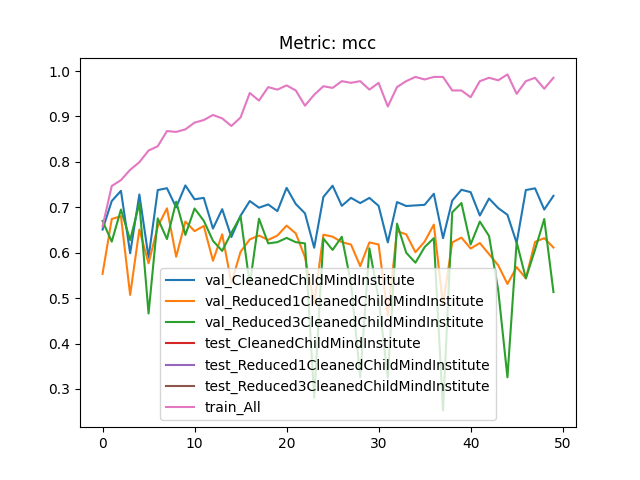 Metric: mcc
1.0
0.9
0.8
0.7
0.6
0.5
0.4
0.3
val_CleanedChildMindInstitute
val_Reduced1CleanedChildMindInstitute
val_Reduced3CleanedChildMindInstitute
test_CleanedChildMindInstitute
test_Reduced1CleanedChildMindInstitute
test_Reduced3CleanedChildMindInstitute
train_All
0 10 20 30 40 50